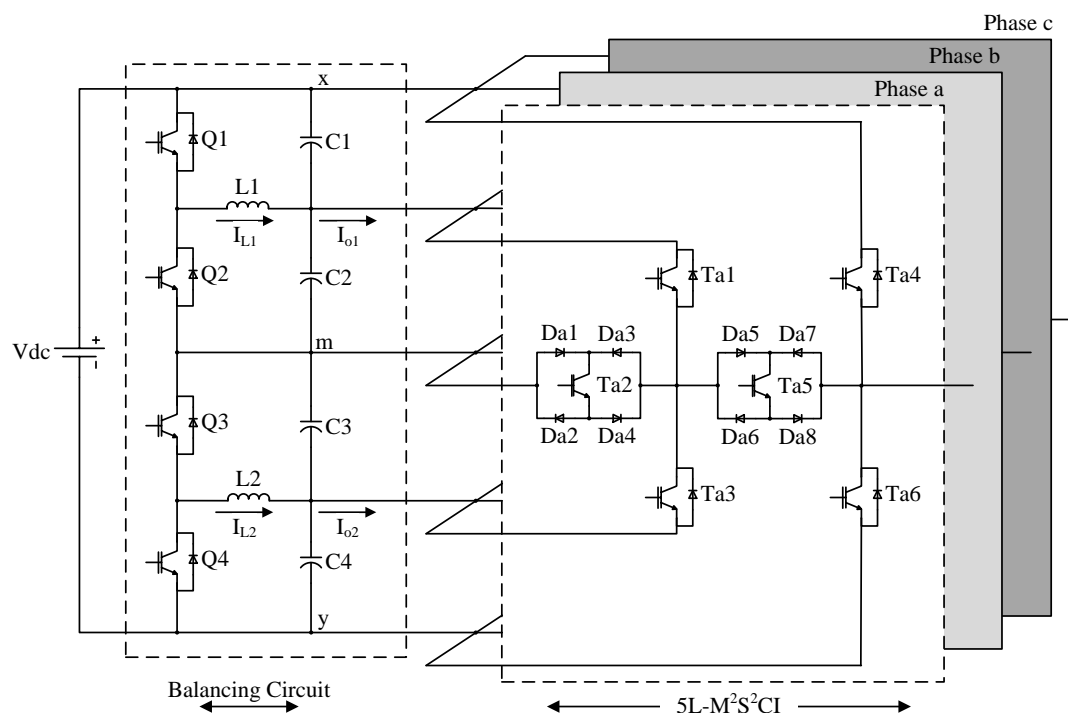 Phase c
Phase b
Phase a
x
Q1
C1
L1
I_L1
I_o1
Q2
C2
Ta1
Ta4
Vdc
+
-
m
Da1
Da3
Da5
Da7
Ta2
Ta5
Da2
Da4
Da6
Da8
Q3
C3
L2
I_L2
I_o2
Ta3
Ta6
Q4
C4
y
Balancing Circuit
5L-M²S²CI